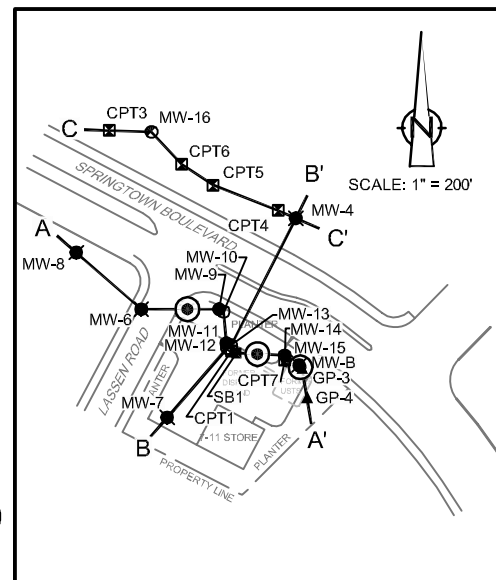 C
CPT3
MW-16
CPT6
CPT5
B'
N
SCALE: 1" = 200'
SPRINGTOWN BOULEVARD
CPT4
MW-4
C'
A
MW-8
MW-10
MW-9
MW-6
MW-13
PLANTER
MW-11
MW-14
MW-12
MW-15
MW-B
LASSEN ROAD
GP-3
CPT7
GP-4
SB1
MW-7
CPT1
B
STORE
PLANTER
A'
PROPERTY LINE